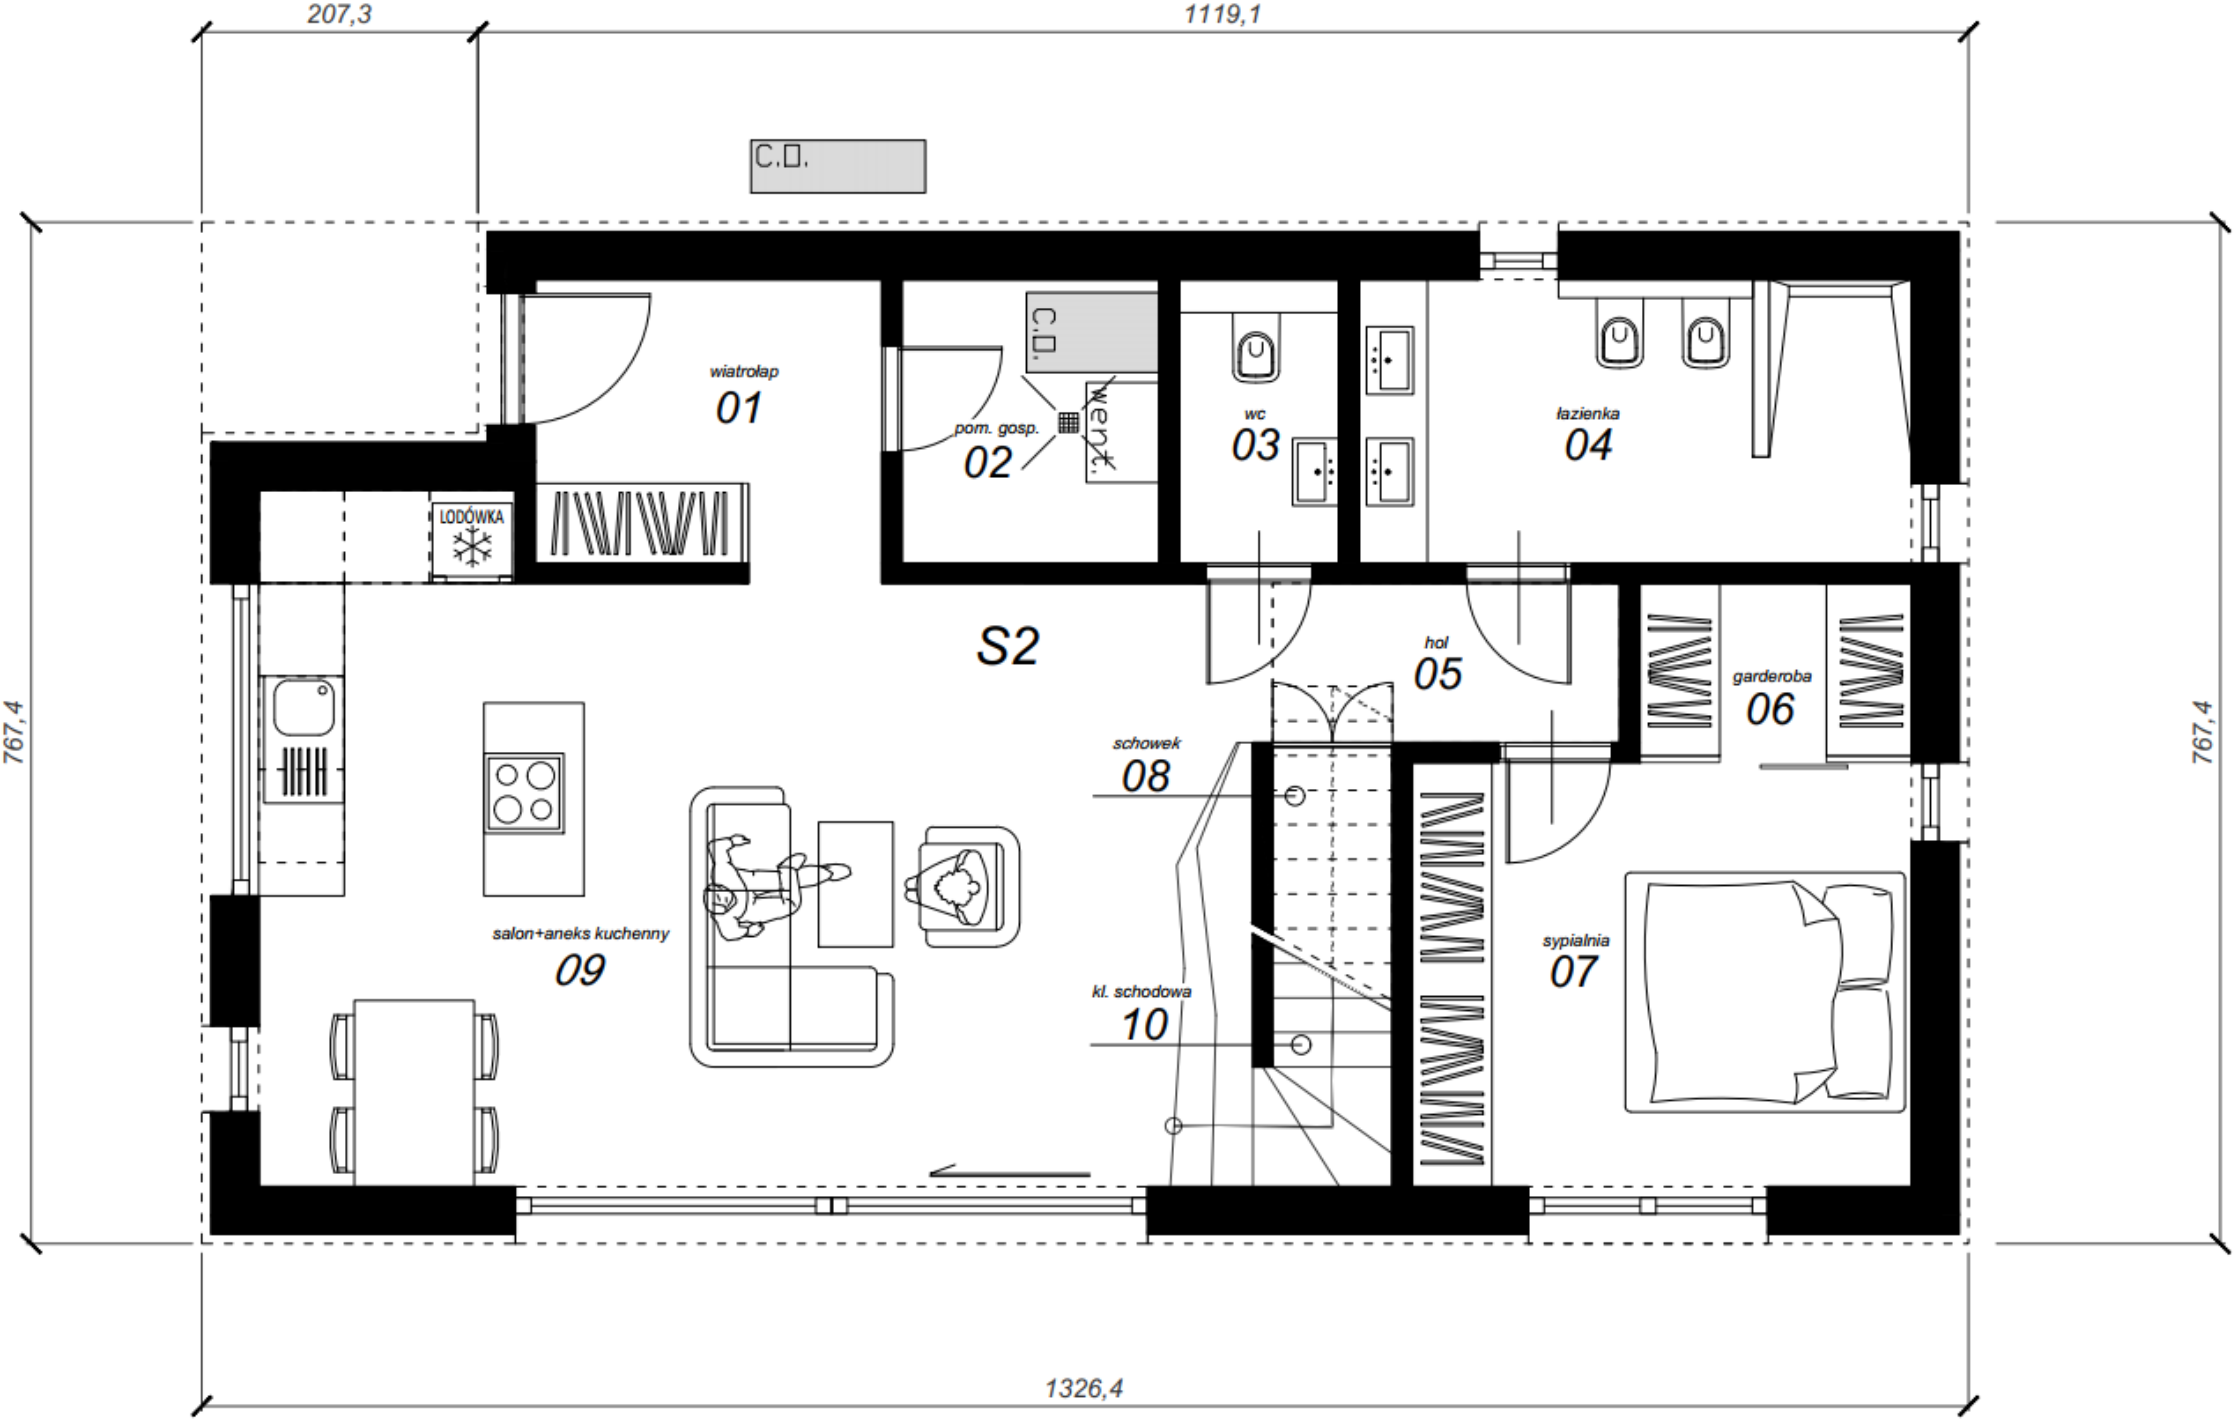 207,3
1119,1
C.O.
wiatrołap
01
C.O.
went.
pom. gosp.
02
wc
03
łazienka
04
LODÓWKA
S2
hol
05
garderoba
06
767,4
767,4
schowek
08
salon+aneks kuchenny
09
sypialnia
07
kl. schodowa
10
1326,4